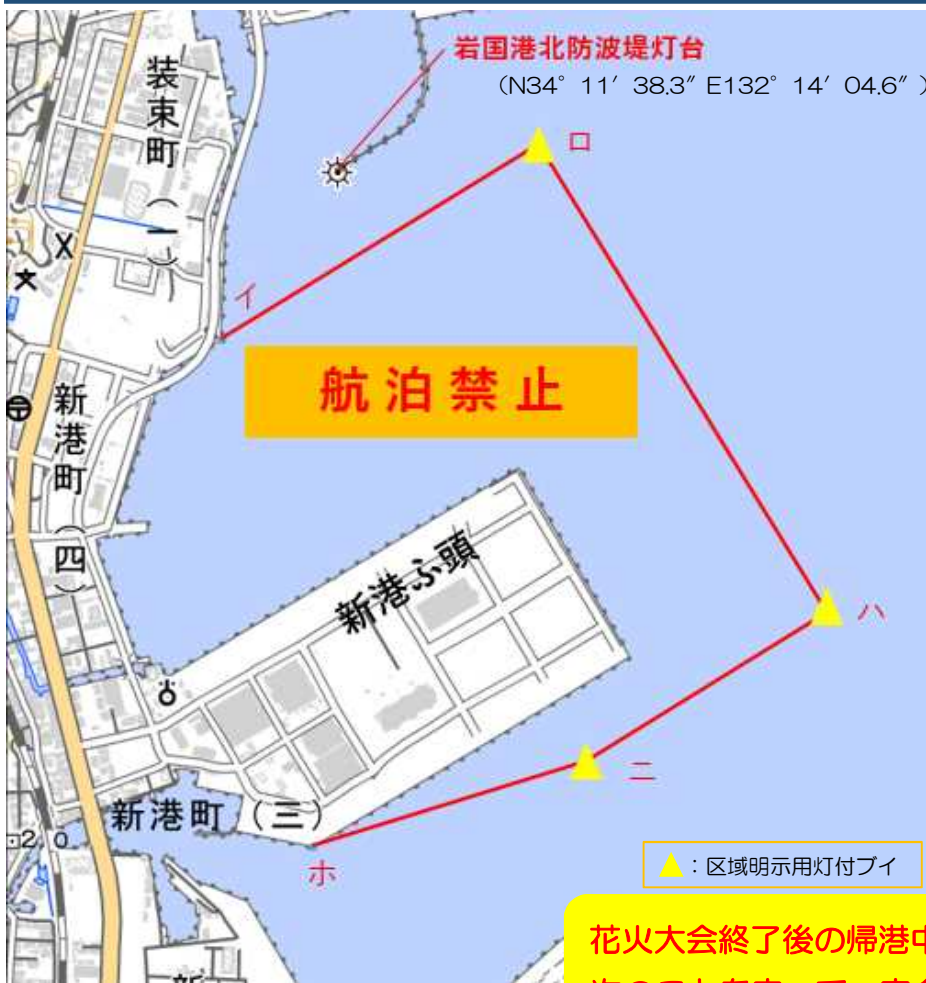 岩国港北防波堤灯台
（N34° 11′ 38.3″ E132° 14′ 04.6″）
装束町（一）
ロ
イ
航泊禁止
新港町（四）
新港ふ頭
ハ
ニ
新港町（三）
20
ホ
▲：区域明示用灯付ブイ
花火大会終了後の帰港中
新